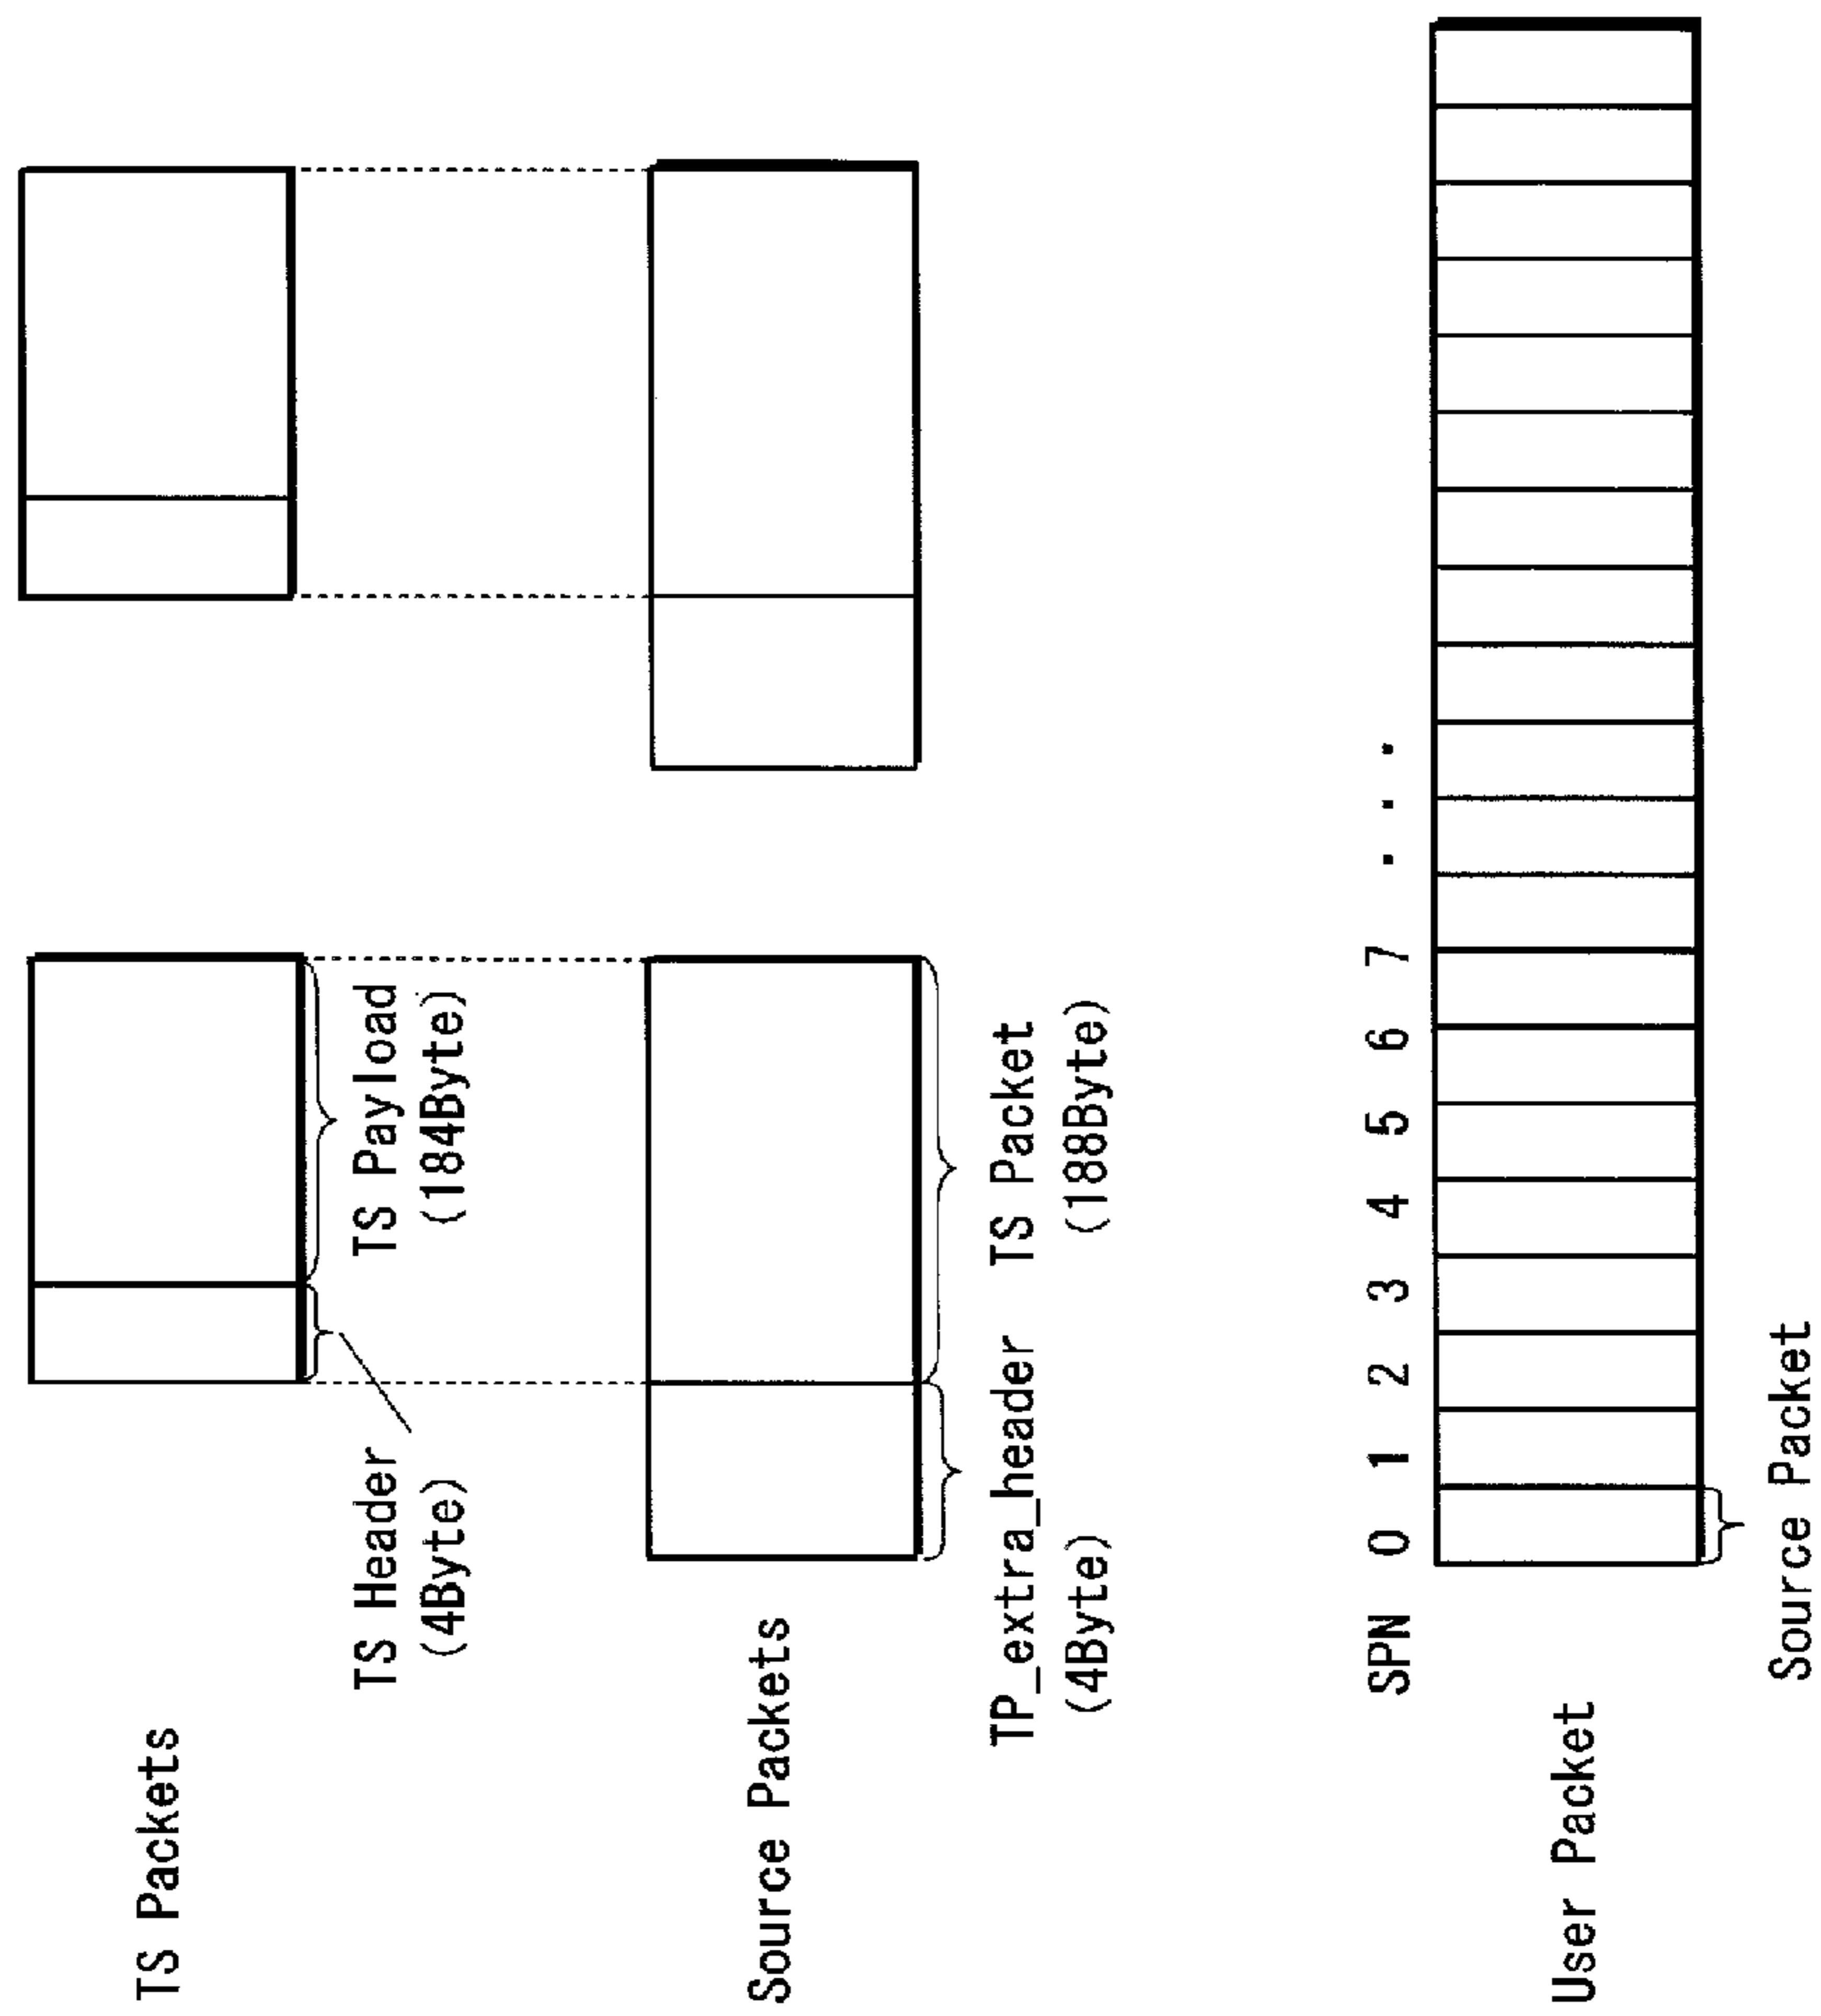 TS Packets
TS Header
(4Byte)
TS Payload
(184Byte)
Source Packets
TP_extra_header
(4Byte)
TS Packet
(188Byte)
SPN 0 1 2 3 4 5 6 7 . . .
User Packet
Source Packet